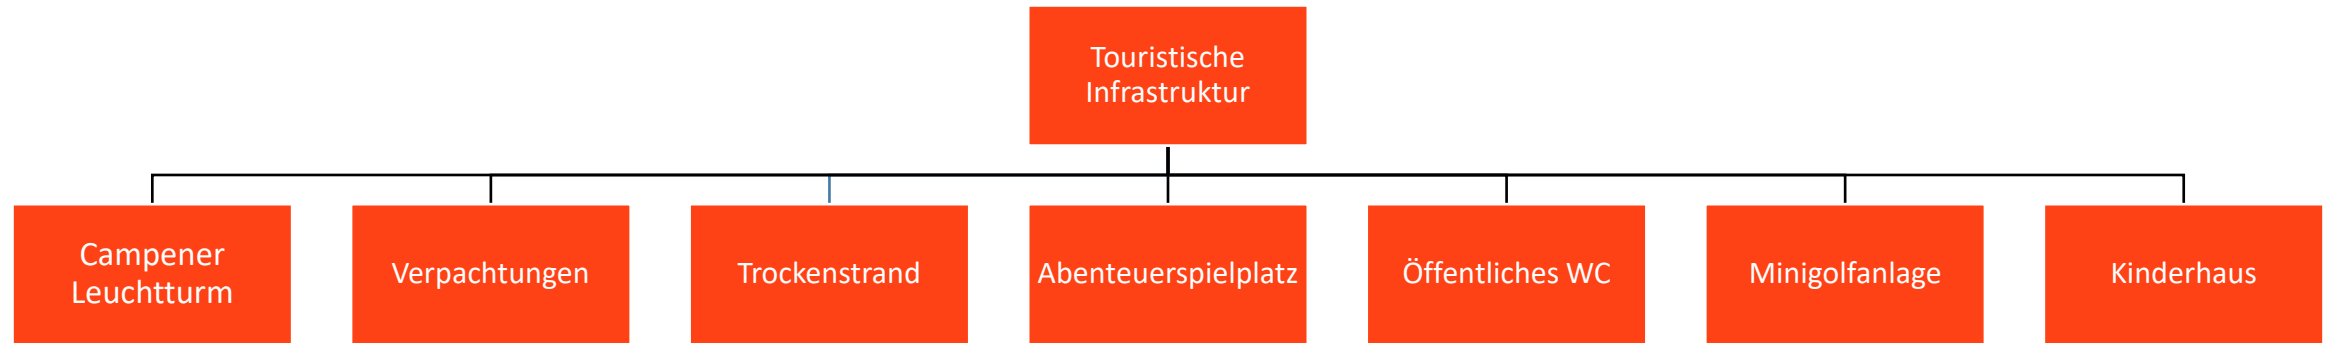 Touristische
Infrastruktur
Campener
Leuchtturm
Verpachtungen
Trockenstrand
Abenteuerspielplatz
Öffentliches WC
Minigolfanlage
Kinderhaus